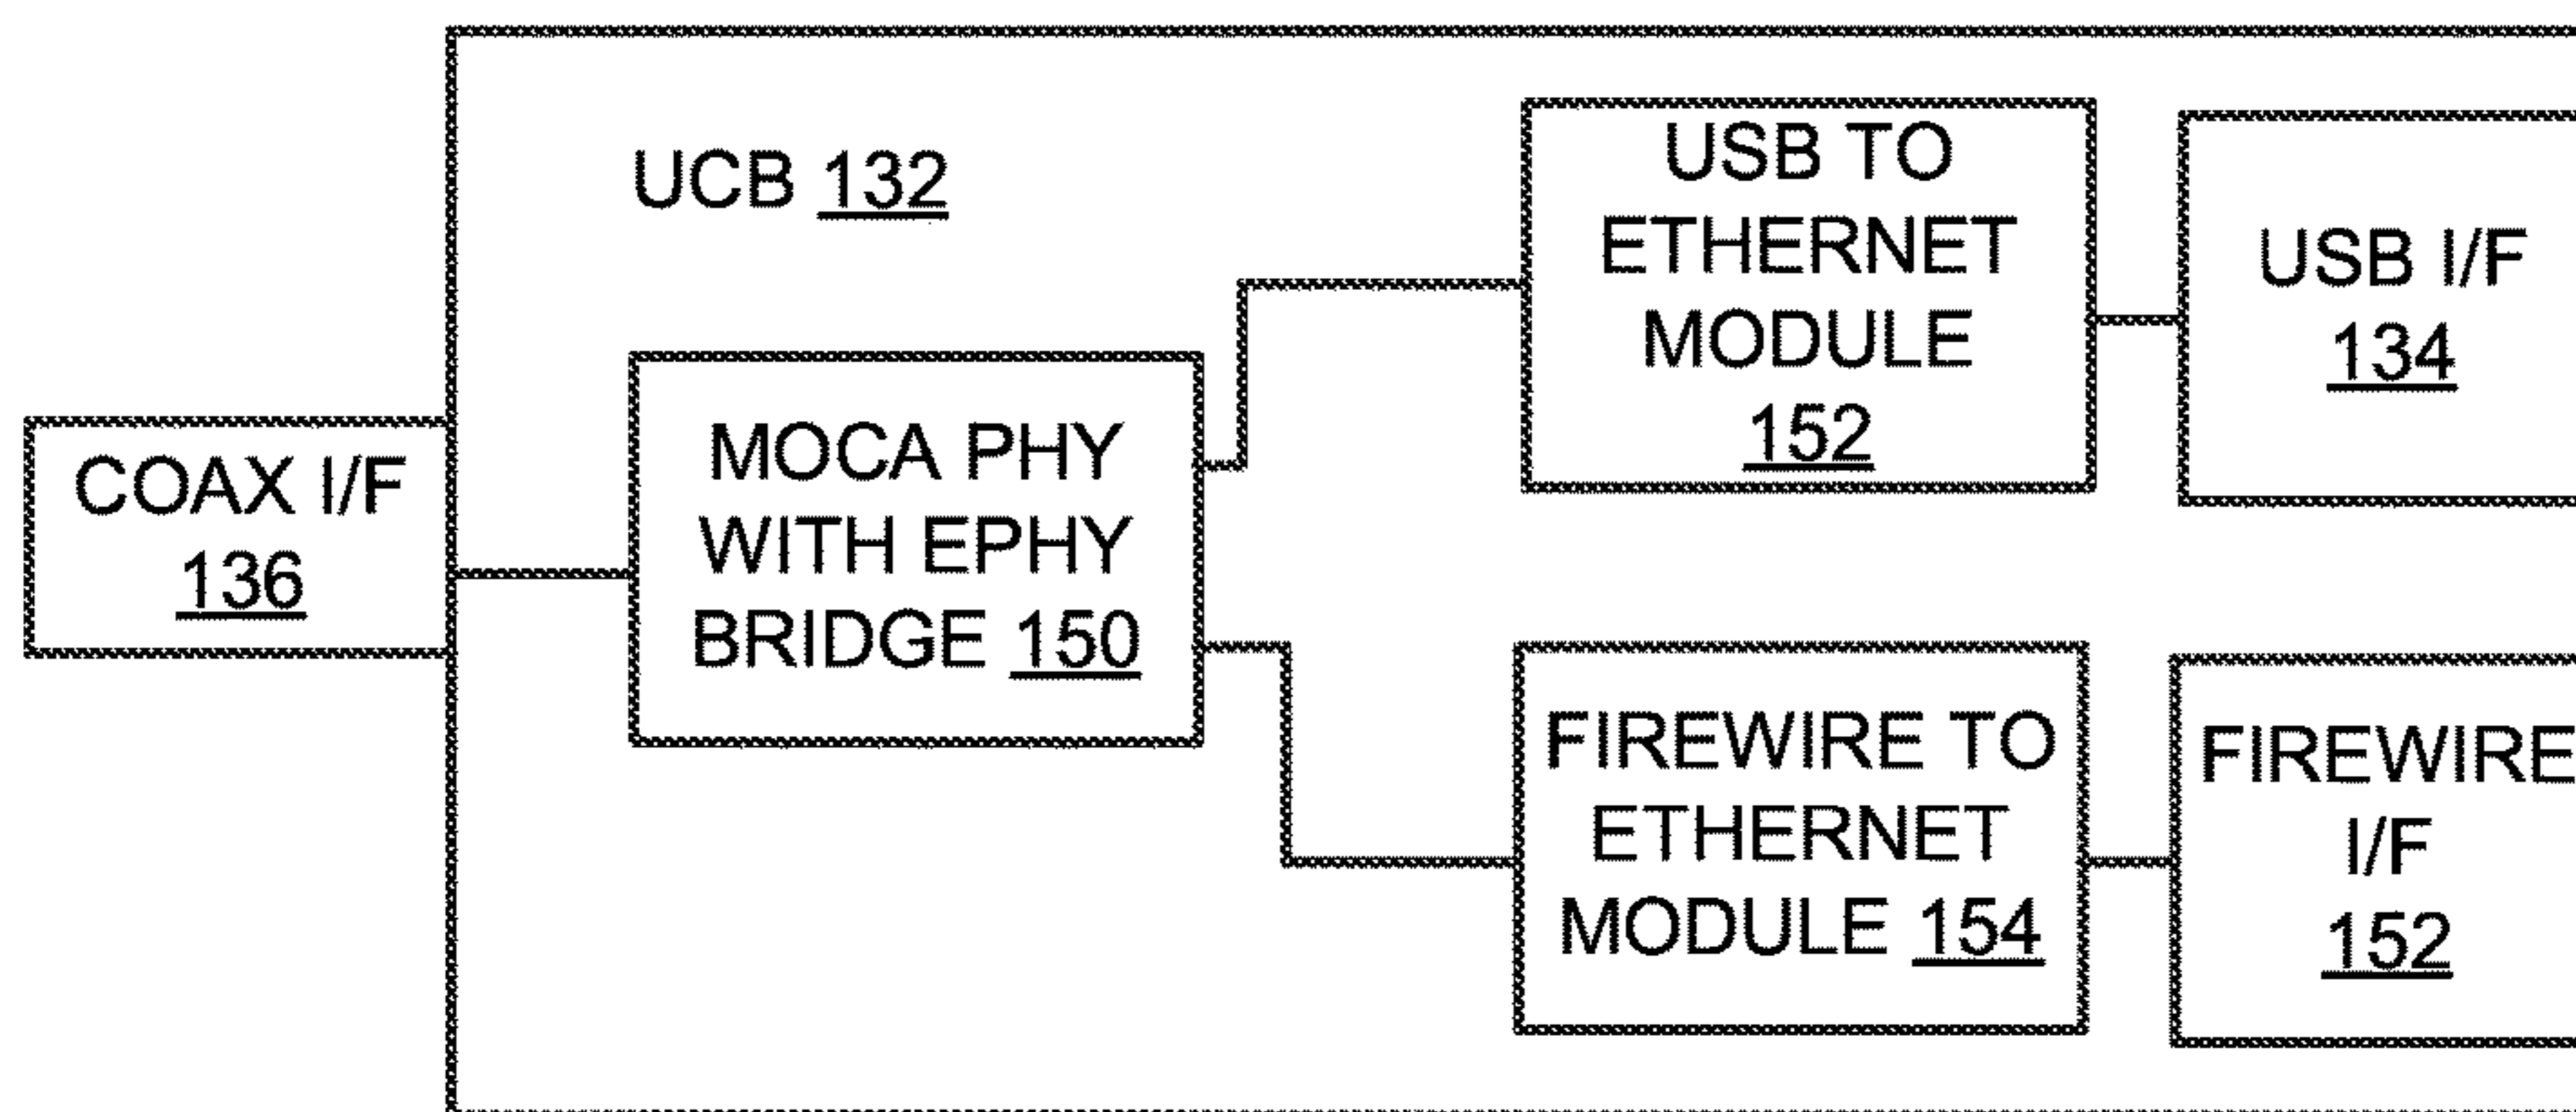 UCB 132
COAX I/F
136
MOCA PHY
WITH EPHY
BRIDGE 150
USB TO
ETHERNET
MODULE
152
USB I/F
134
FIREWIRE TO
ETHERNET
MODULE 154
FIREWIRE
I/F
152